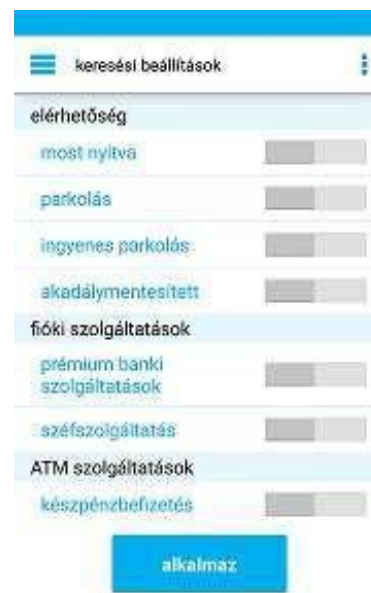 keresési beállítások
elérhetőség
most nyitva
parkolás
ingyenes parkolás
akadálymentesített
fióki szolgáltatások
prémium banki
szolgáltatások
széfszolgáltatás
ATM szolgáltatások
készpénzbefizetés
alkalmaz